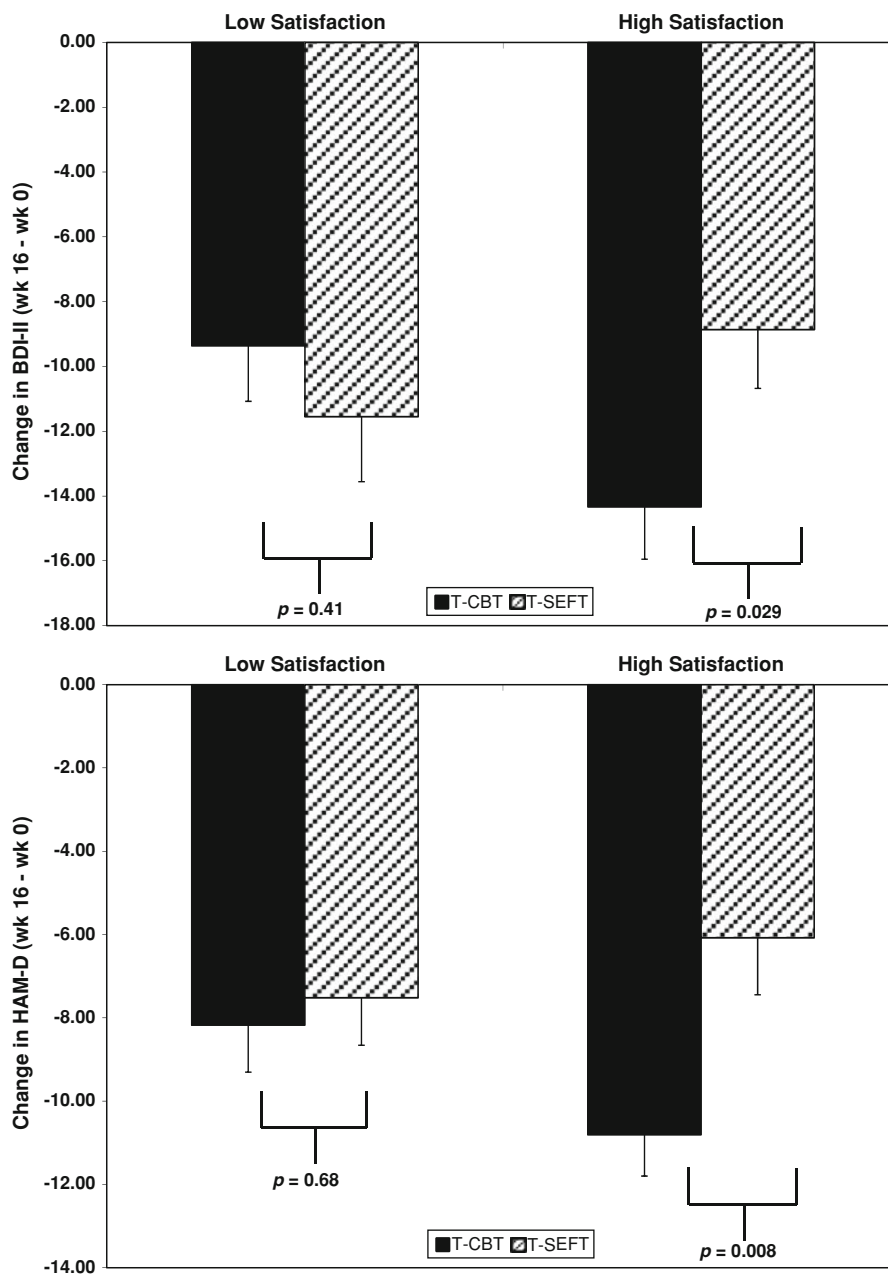 Low Satisfaction High Satisfaction
0.00
-2.00
-4.00
-6.00
-8.00
-10.00
-12.00
-14.00
-16.00
-18.00
Change in BDI-II (wk 16 - wk 0)
p = 0.41
T-CBT T-SEFT
p = 0.029
Low Satisfaction High Satisfaction
0.00
-2.00
-4.00
-6.00
-8.00
-10.00
-12.00
-14.00
Change in HAM-D (wk 16 - wk 0)
p = 0.68
T-CBT T-SEFT
p = 0.008